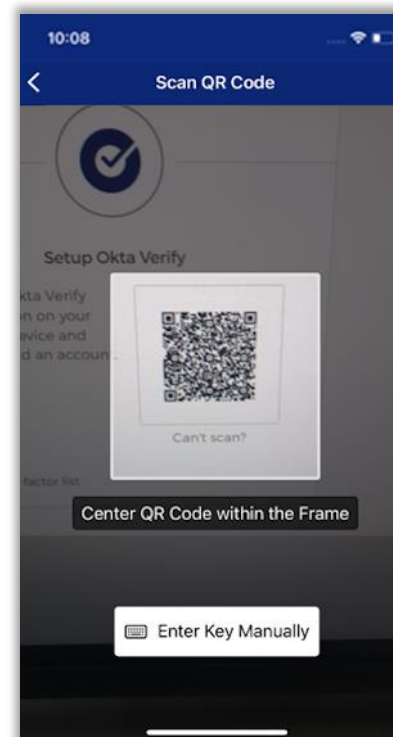 10:08
Scan QR Code
Setup Okta Verify
kta Verify
n on your
evice and
d an account.
Can't scan?
factor list
Center QR Code within the Frame
Enter Key Manually